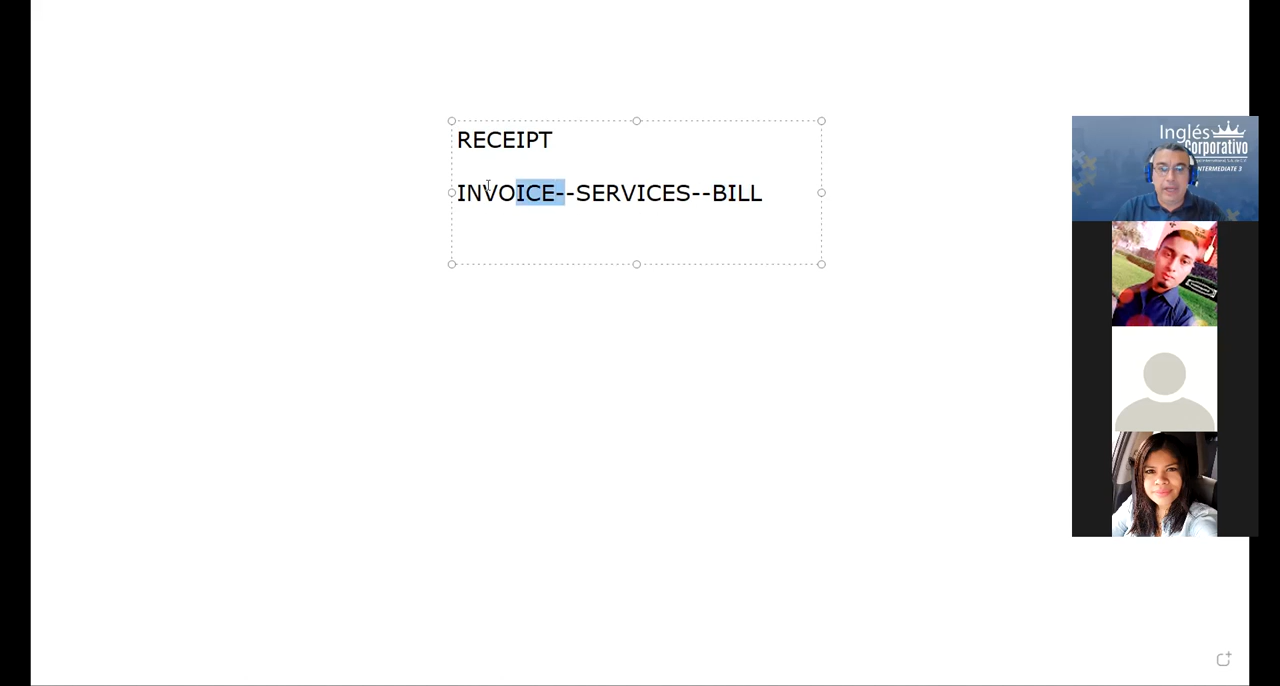 RECEIPT
INVOICE--SERVICES--BILL
Inglés
Corporativo
INTERMEDIATE 3